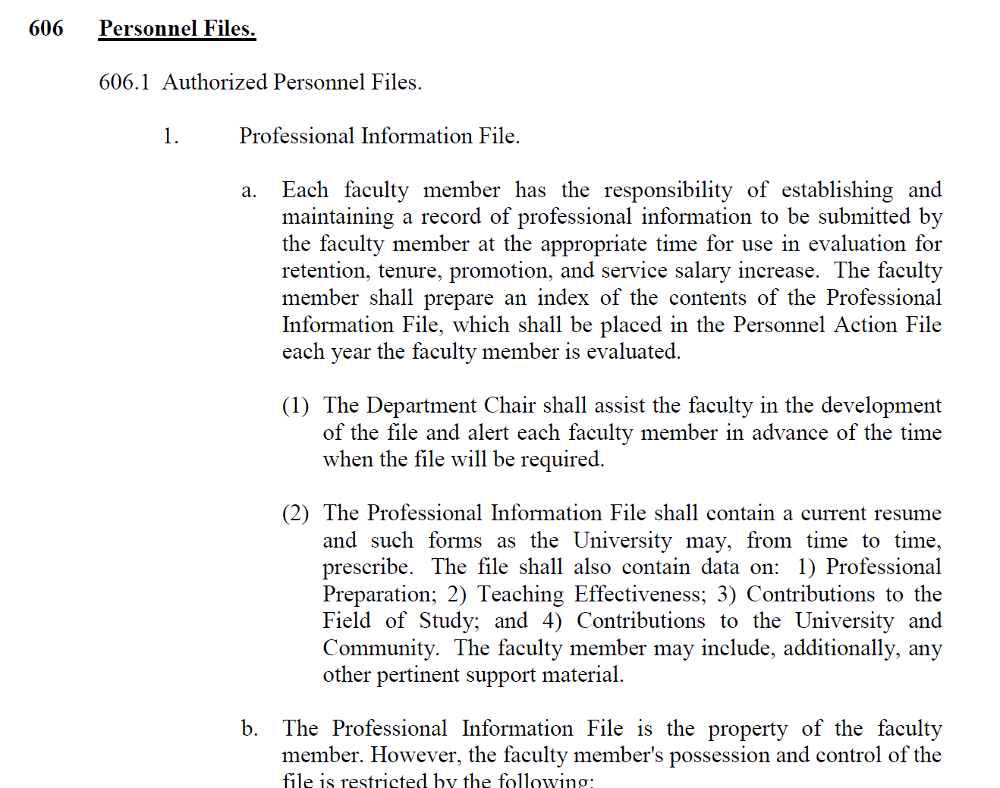 606 Personnel Files.
606.1 Authorized Personnel Files.
1. Professional Information File.
a. Each faculty member has the responsibility of establishing and
maintaining a record of professional information to be submitted by
the faculty member at the appropriate time for use in evaluation for
retention, tenure, promotion, and service salary increase. The faculty
member shall prepare an index of the contents of the Professional
Information File, which shall be placed in the Personnel Action File
each year the faculty member is evaluated.
(1) The Department Chair shall assist the faculty in the development
of the file and alert each faculty member in advance of the time
when the file will be required.
(2) The Professional Information File shall contain a current resume
and such forms as the University may, from time to time,
prescribe. The file shall also contain data on: 1) Professional
Preparation; 2) Teaching Effectiveness; 3) Contributions to the
Field of Study; and 4) Contributions to the University and
Community. The faculty member may include, additionally, any
other pertinent support material.
b. The Professional Information File is the property of the faculty
member. However, the faculty member's possession and control of the
file is restricted by the following: